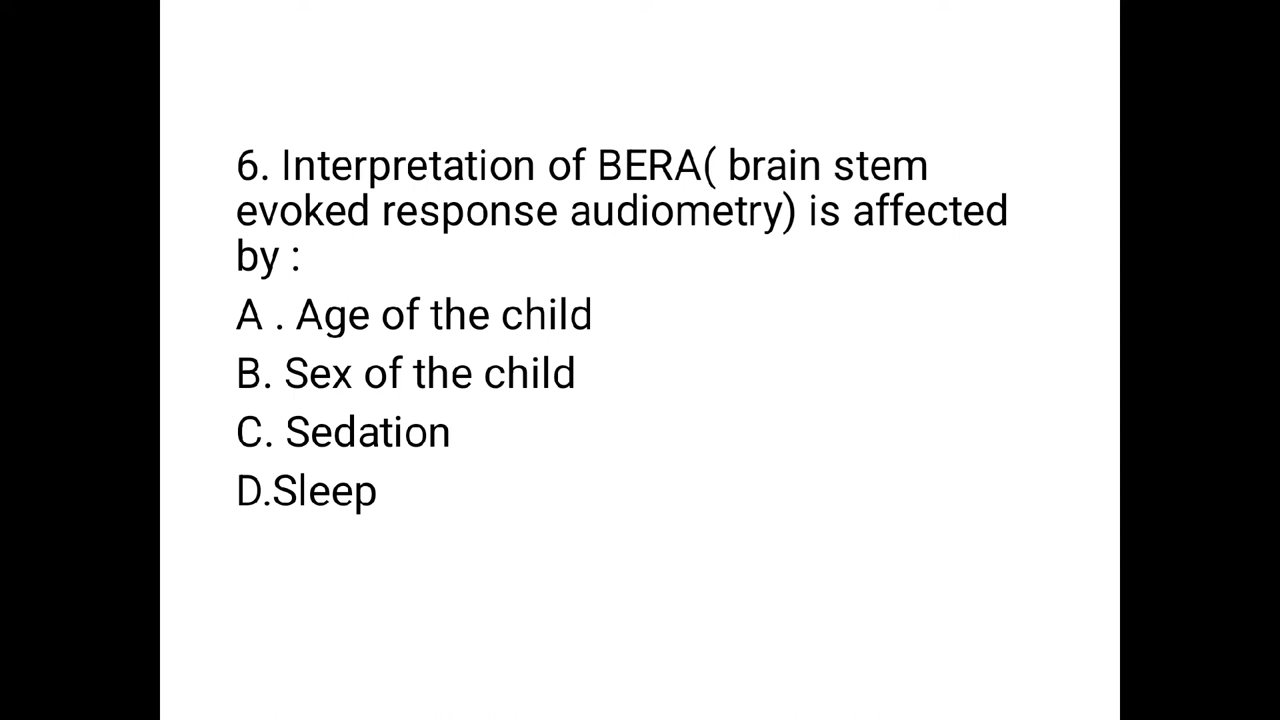 6. Interpretation of BERA( brain stem
evoked response audiometry) is affected
by :
A . Age of the child
B. Sex of the child
C. Sedation
D.Sleep